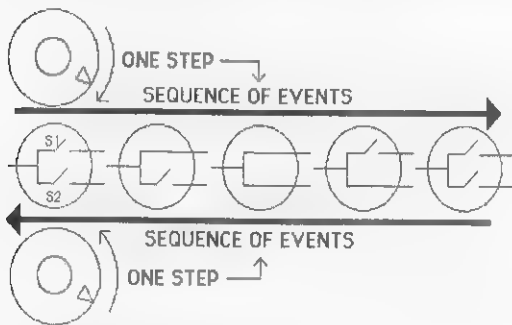 ONE STEP
SEQUENCE OF EVENTS
S1
S2
SEQUENCE OF EVENTS
ONE STEP